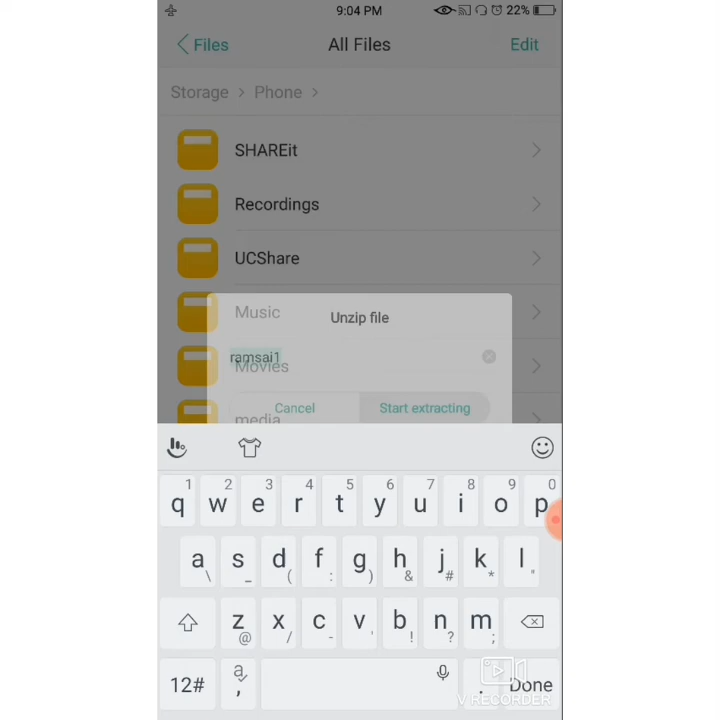 9:04 PM 22%
Files All Files Edit
Storage > Phone >
SHAREit
Recordings
UCShare
Music
Unzip file
ramsai1
Movies
Cancel Start extracting
media
1 2 3 4 5 6 7 8 9 0
q w e r t y u i o p
a s d f g h j k l
\ _ ( : ) & # * "
z x c v b n m
@ / - ' ! ? ;
12# a , . Done
V RECORDER